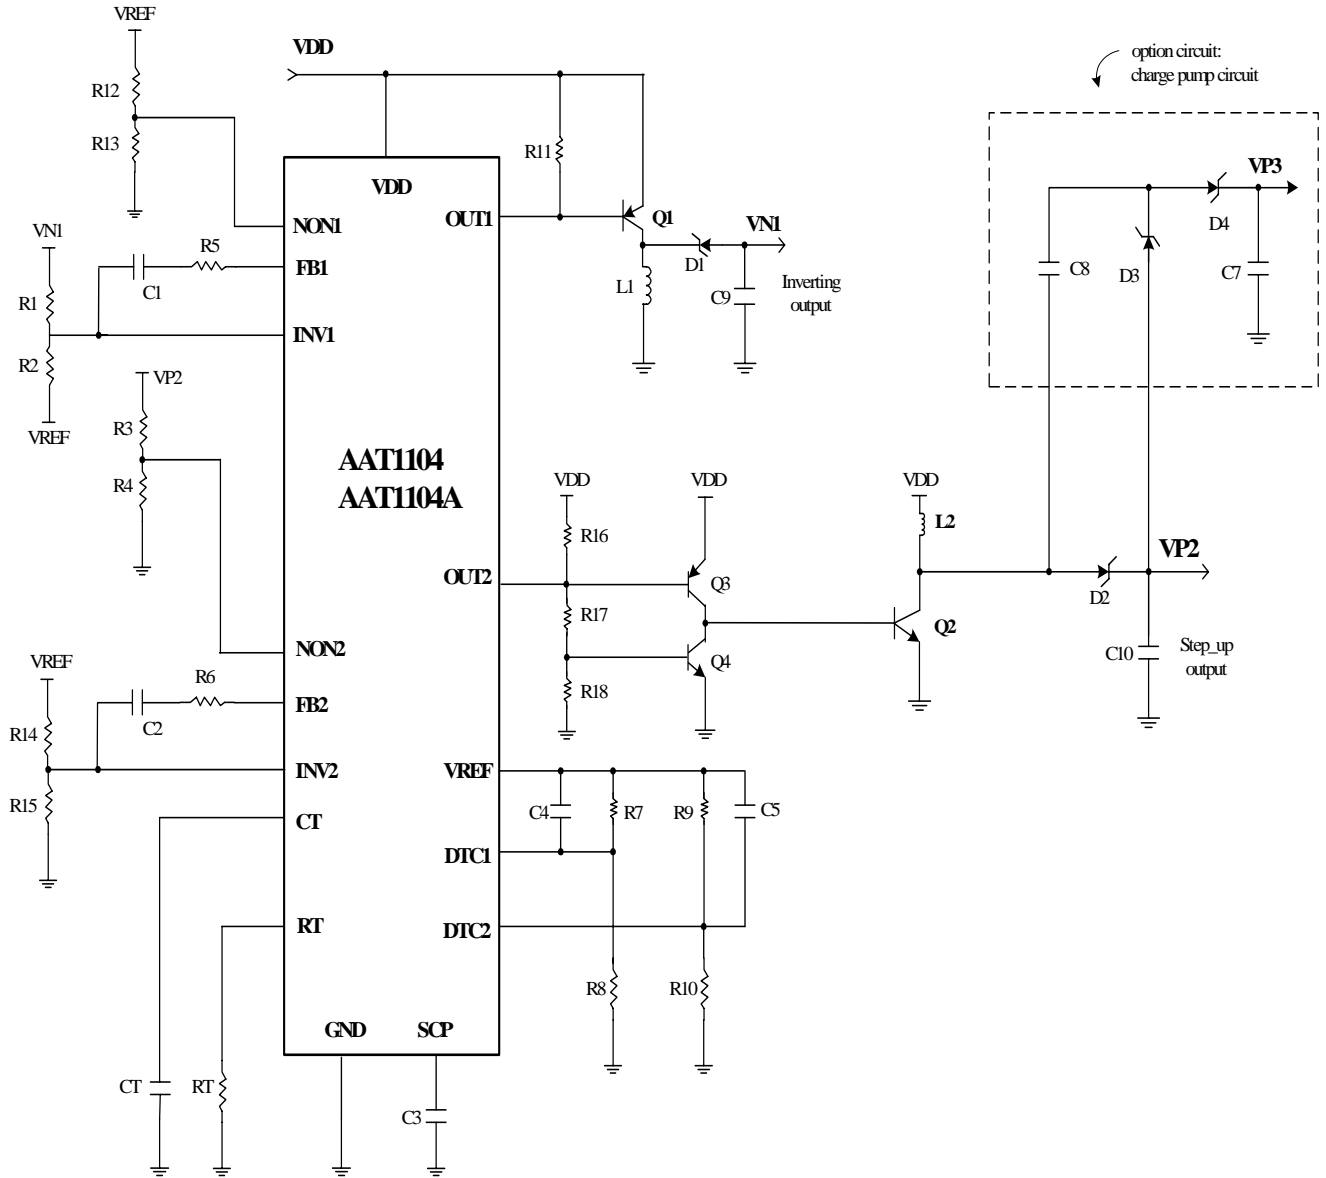 VREF
R12
R13
VDD
option circuit:
charge pump circuit
R11
VDD
NON1
OUT1
Q1
VN1
D1
L1
C9
Inverting
output
VP3
D4
D3
C8
C7
VN1
R1
R2
VREF
R5
C1
FB1
INV1
VP2
R3
R4
AAT1104
AAT1104A
OUT2
NON2
VDD
R16
R17
R18
VDD
Q3
Q4
VDD
L2
Q2
D2
VP2
C10
Step_up
output
VREF
R14
R15
R6
C2
FB2
INV2
CT
RT
VREF
DTC1
DTC2
C4
R7
R9
C5
R8
R10
GND
SCP
CT
RT
C3